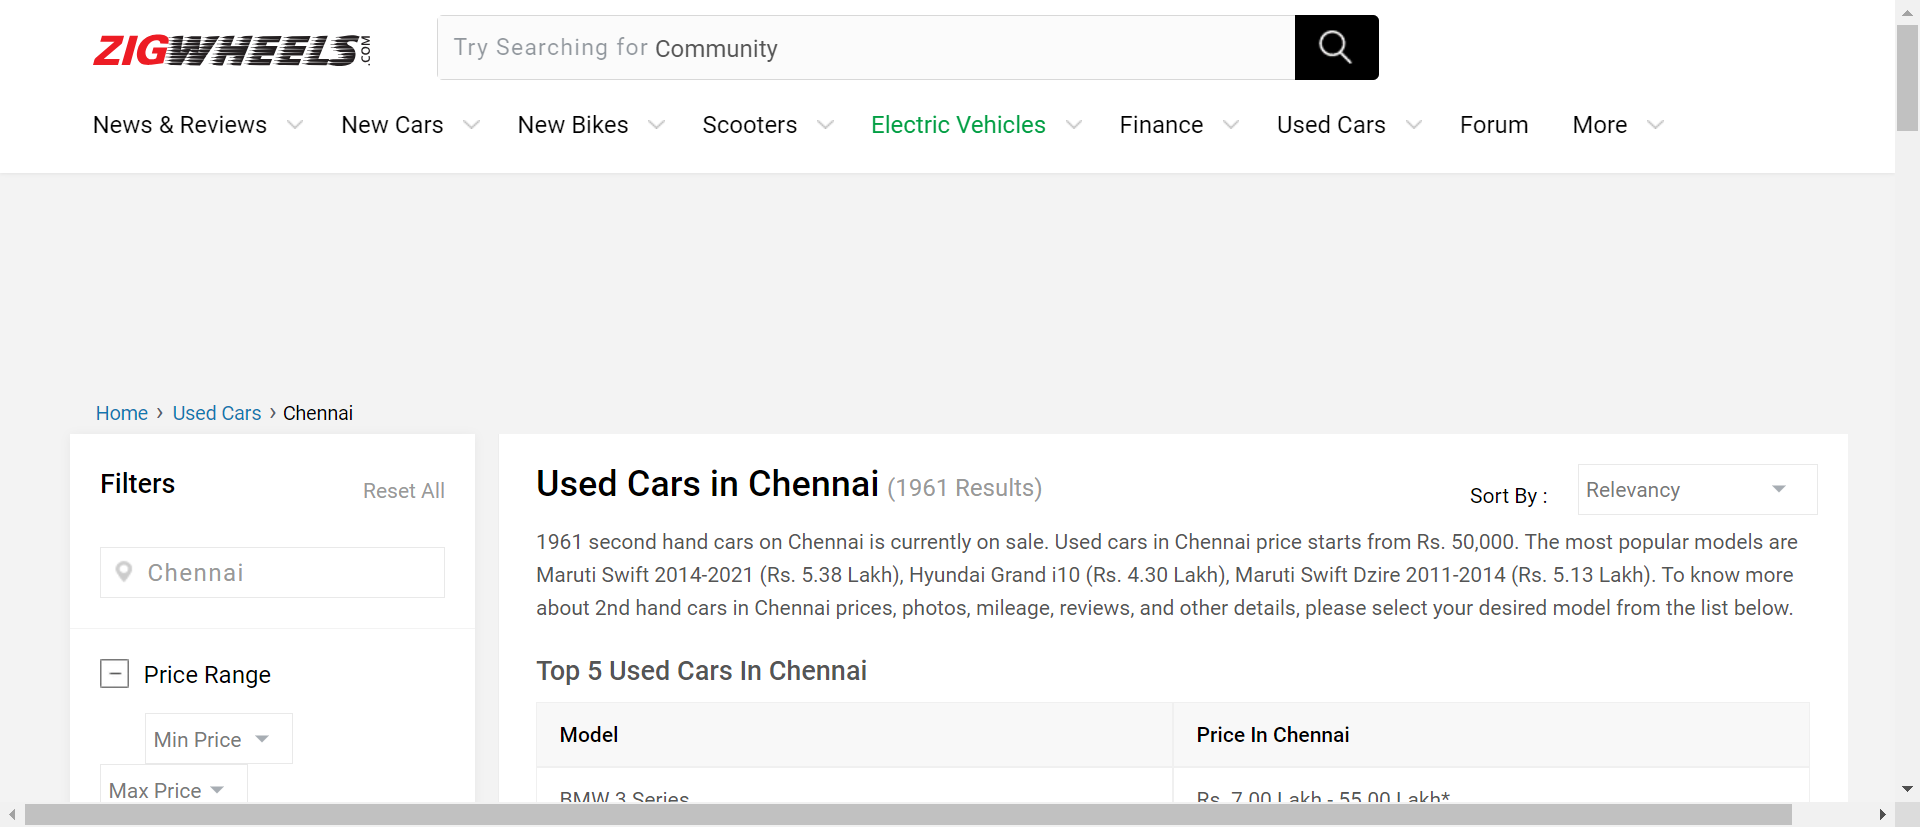 ZIGWHEELS.COM
Try Searching for Community
News & Reviews New Cars New Bikes Scooters Electric Vehicles Finance Used Cars Forum More
Home › Used Cars › Chennai
Filters
Reset All
Chennai
Price Range
Min Price
Max Price
Used Cars in Chennai (1961 Results)
Sort By : Relevancy
1961 second hand cars on Chennai is currently on sale. Used cars in Chennai price starts from Rs. 50,000. The most popular models are
Maruti Swift 2014-2021 (Rs. 5.38 Lakh), Hyundai Grand i10 (Rs. 4.30 Lakh), Maruti Swift Dzire 2011-2014 (Rs. 5.13 Lakh). To know more
about 2nd hand cars in Chennai prices, photos, mileage, reviews, and other details, please select your desired model from the list below.
Top 5 Used Cars In Chennai
Model Price In Chennai
BMW 3 Series Rs. 7.00 Lakh - 55.00 Lakh*